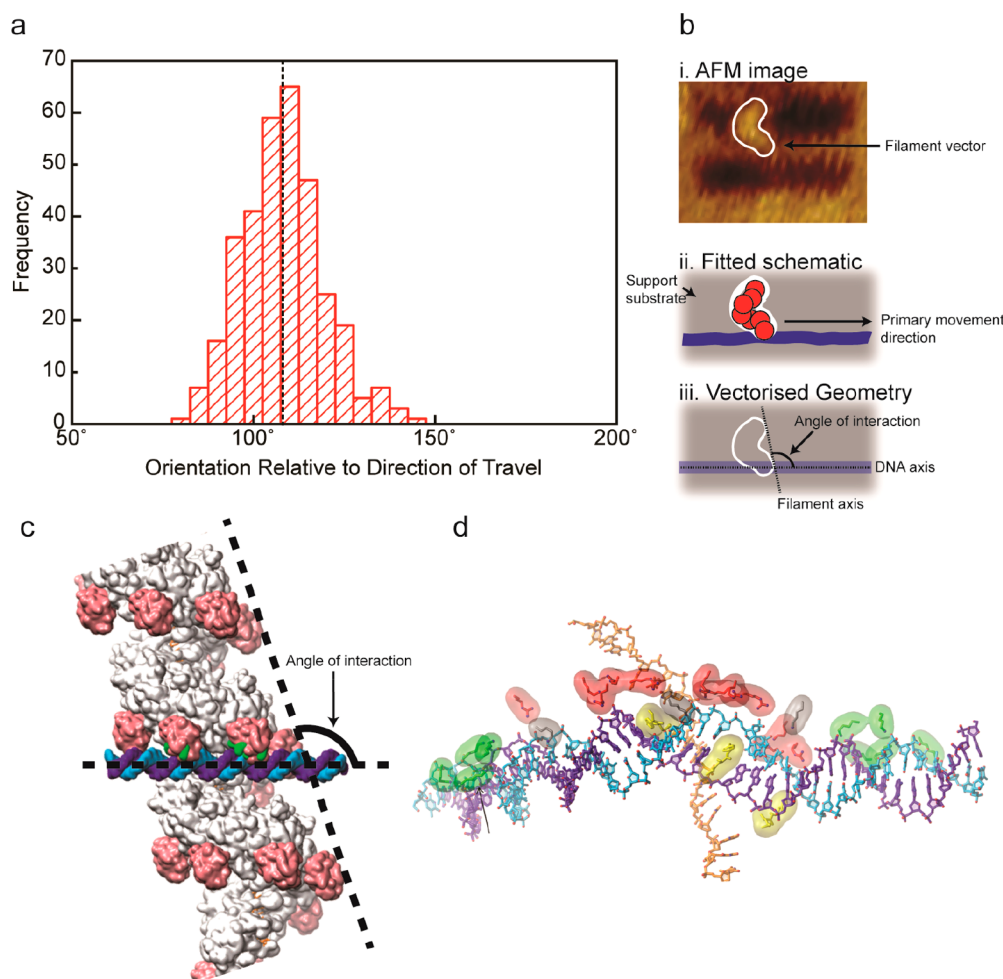 a
70
60
50
40
30
20
10
0
Frequency
50°
100°
150°
200°
Orientation Relative to Direction of Travel
b
i. AFM image
Filament vector
ii. Fitted schematic
Support
substrate
Primary movement
direction
iii. Vectorised Geometry
Angle of interaction
DNA axis
Filament axis
c
Angle of interaction
d